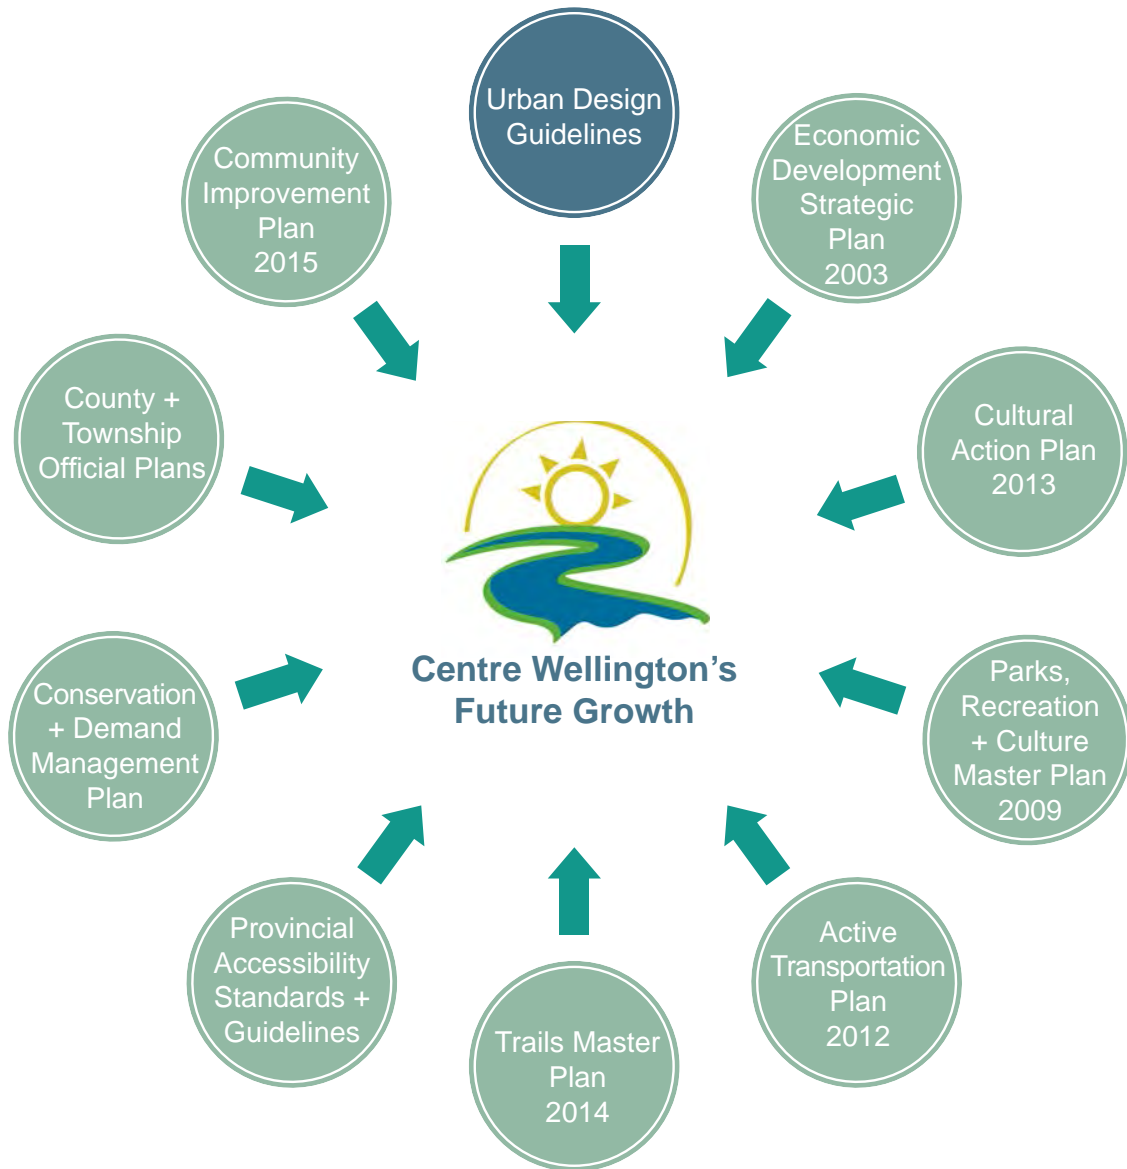 Urban Design
Guidelines
Economic
Development
Strategic
Plan
2003
Cultural
Action Plan
2013
Parks,
Recreation
+ Culture
Master Plan
2009
Active
Transportation
Plan
2012
Trails Master
Plan
2014
Provincial
Accessibility
Standards +
Guidelines
Conservation
+ Demand
Management
Plan
County +
Township
Official Plans
Community
Improvement
Plan
2015
Centre Wellington’s
Future Growth